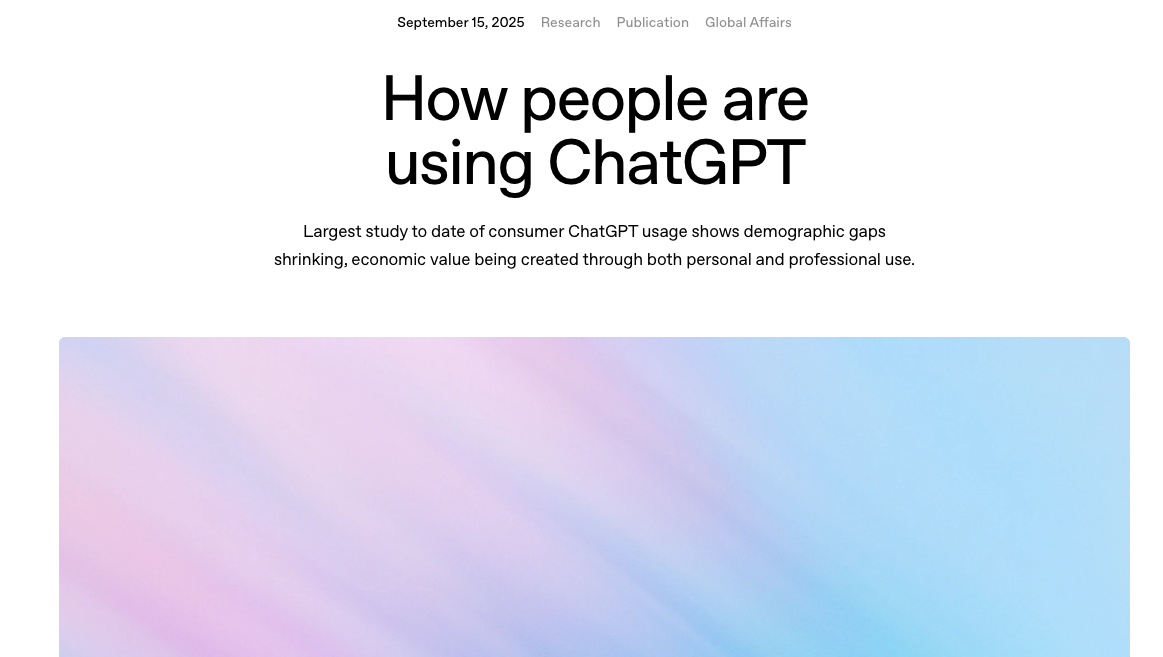 September 15, 2025 Research Publication Global Affairs
How people are
using ChatGPT
Largest study to date of consumer ChatGPT usage shows demographic gaps
shrinking, economic value being created through both personal and professional use.